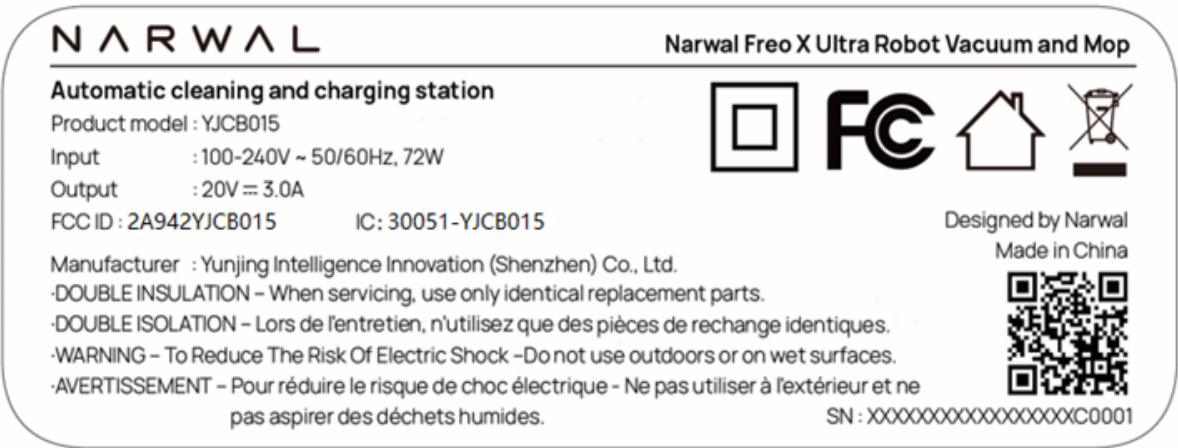 NARWAL
Narwal Freo X Ultra Robot Vacuum and Mop
Automatic cleaning and charging station
Product model : YJCB015
Input : 100-240V ~ 50/60Hz, 72W
Output : 20V ⎓ 3.0A
FCC ID : 2A942YJCB015 IC: 30051-YJCB015
FC
Designed by Narwal
Made in China
Manufacturer : Yunjing Intelligence Innovation (Shenzhen) Co., Ltd.
·DOUBLE INSULATION – When servicing, use only identical replacement parts.
·DOUBLE ISOLATION – Lors de l'entretien, n'utilisez que des pièces de rechange identiques.
·WARNING – To Reduce The Risk Of Electric Shock –Do not use outdoors or on wet surfaces.
·AVERTISSEMENT – Pour réduire le risque de choc électrique - Ne pas utiliser à l'extérieur et ne
pas aspirer des déchets humides.
SN : XXXXXXXXXXXXXXXXXC0001